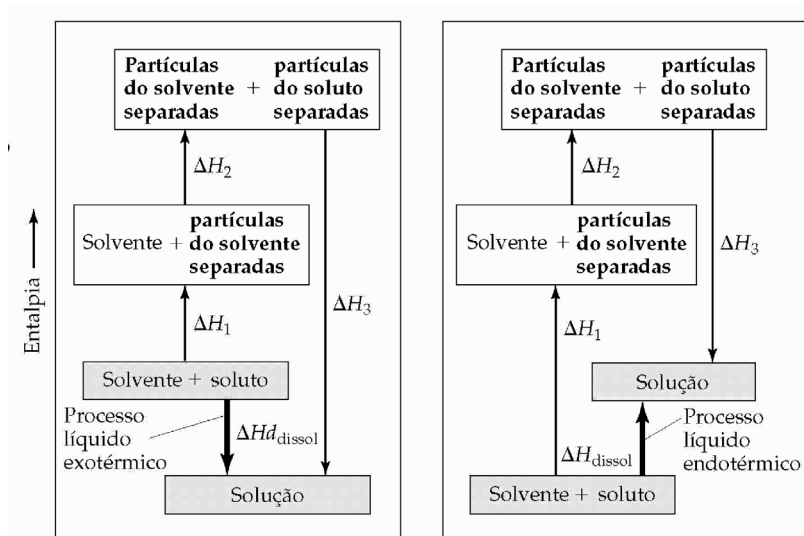 Entalpia
Partículas
do solvente
separadas
+
partículas
do soluto
separadas
ΔH2
Solvente +
partículas
do solvente
separadas
ΔH1
ΔH3
Solvente + soluto
Processo
líquido
exotérmico
ΔHd dissol
Solução
Partículas
do solvente
separadas
+
partículas
do soluto
separadas
ΔH2
Solvente +
partículas
do solvente
separadas
ΔH3
ΔH1
Solução
Processo
líquido
endotérmico
ΔHdissol
Solvente + soluto